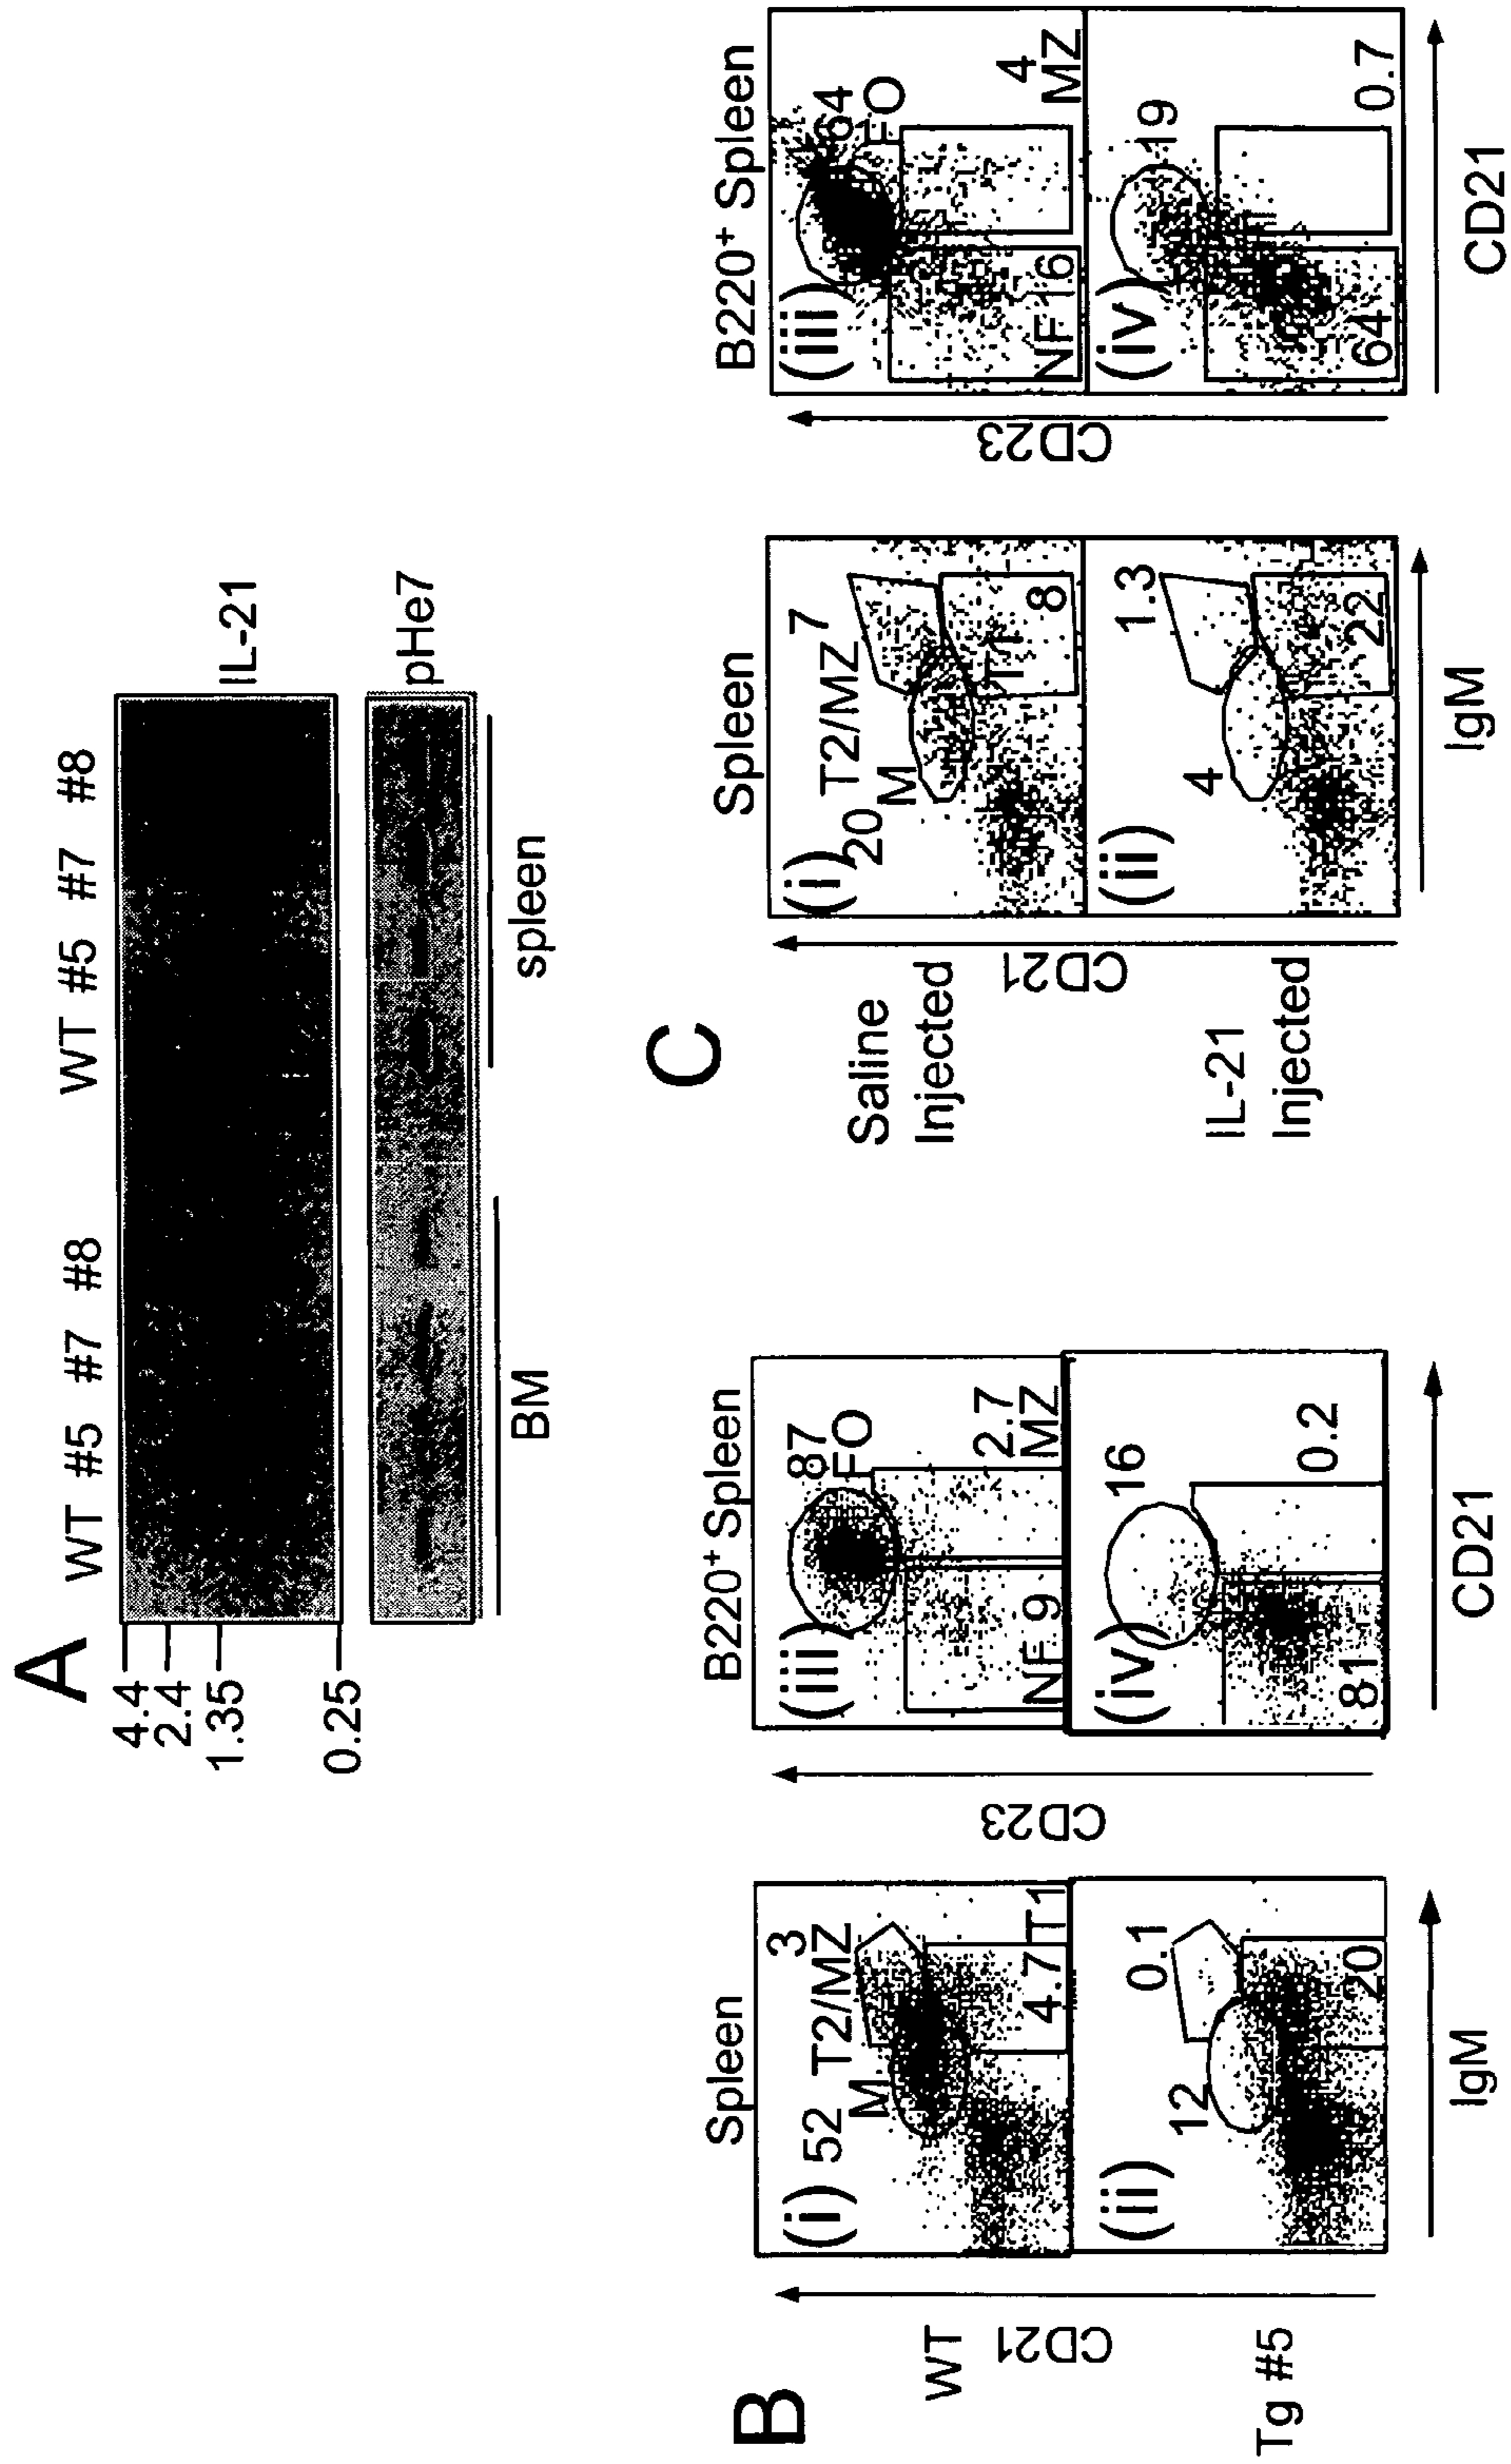 A
WT #5 #7 #8 WT #5 #7 #8
4.4
2.4
1.35
0.25
IL-21
pHe7
BM spleen
B
Spleen
B220+ Spleen
WT
CD21
(i) 52 M
T2/MZ 3
4.7 T1
CD23
(iii)
87 FO
NF 9
2.7 MZ
Tg #5
(ii)
12
0.1
20
(iv)
16
81
0.2
IgM
CD21
C
Spleen
B220+ Spleen
Saline
Injected
CD21
(i)
20 M
T2/MZ 7
T1
8
CD23
(iii)
64 FO
NF 16
4 MZ
IL-21
Injected
(ii)
4
1.3
22
(iv)
19
64
0.7
IgM
CD21